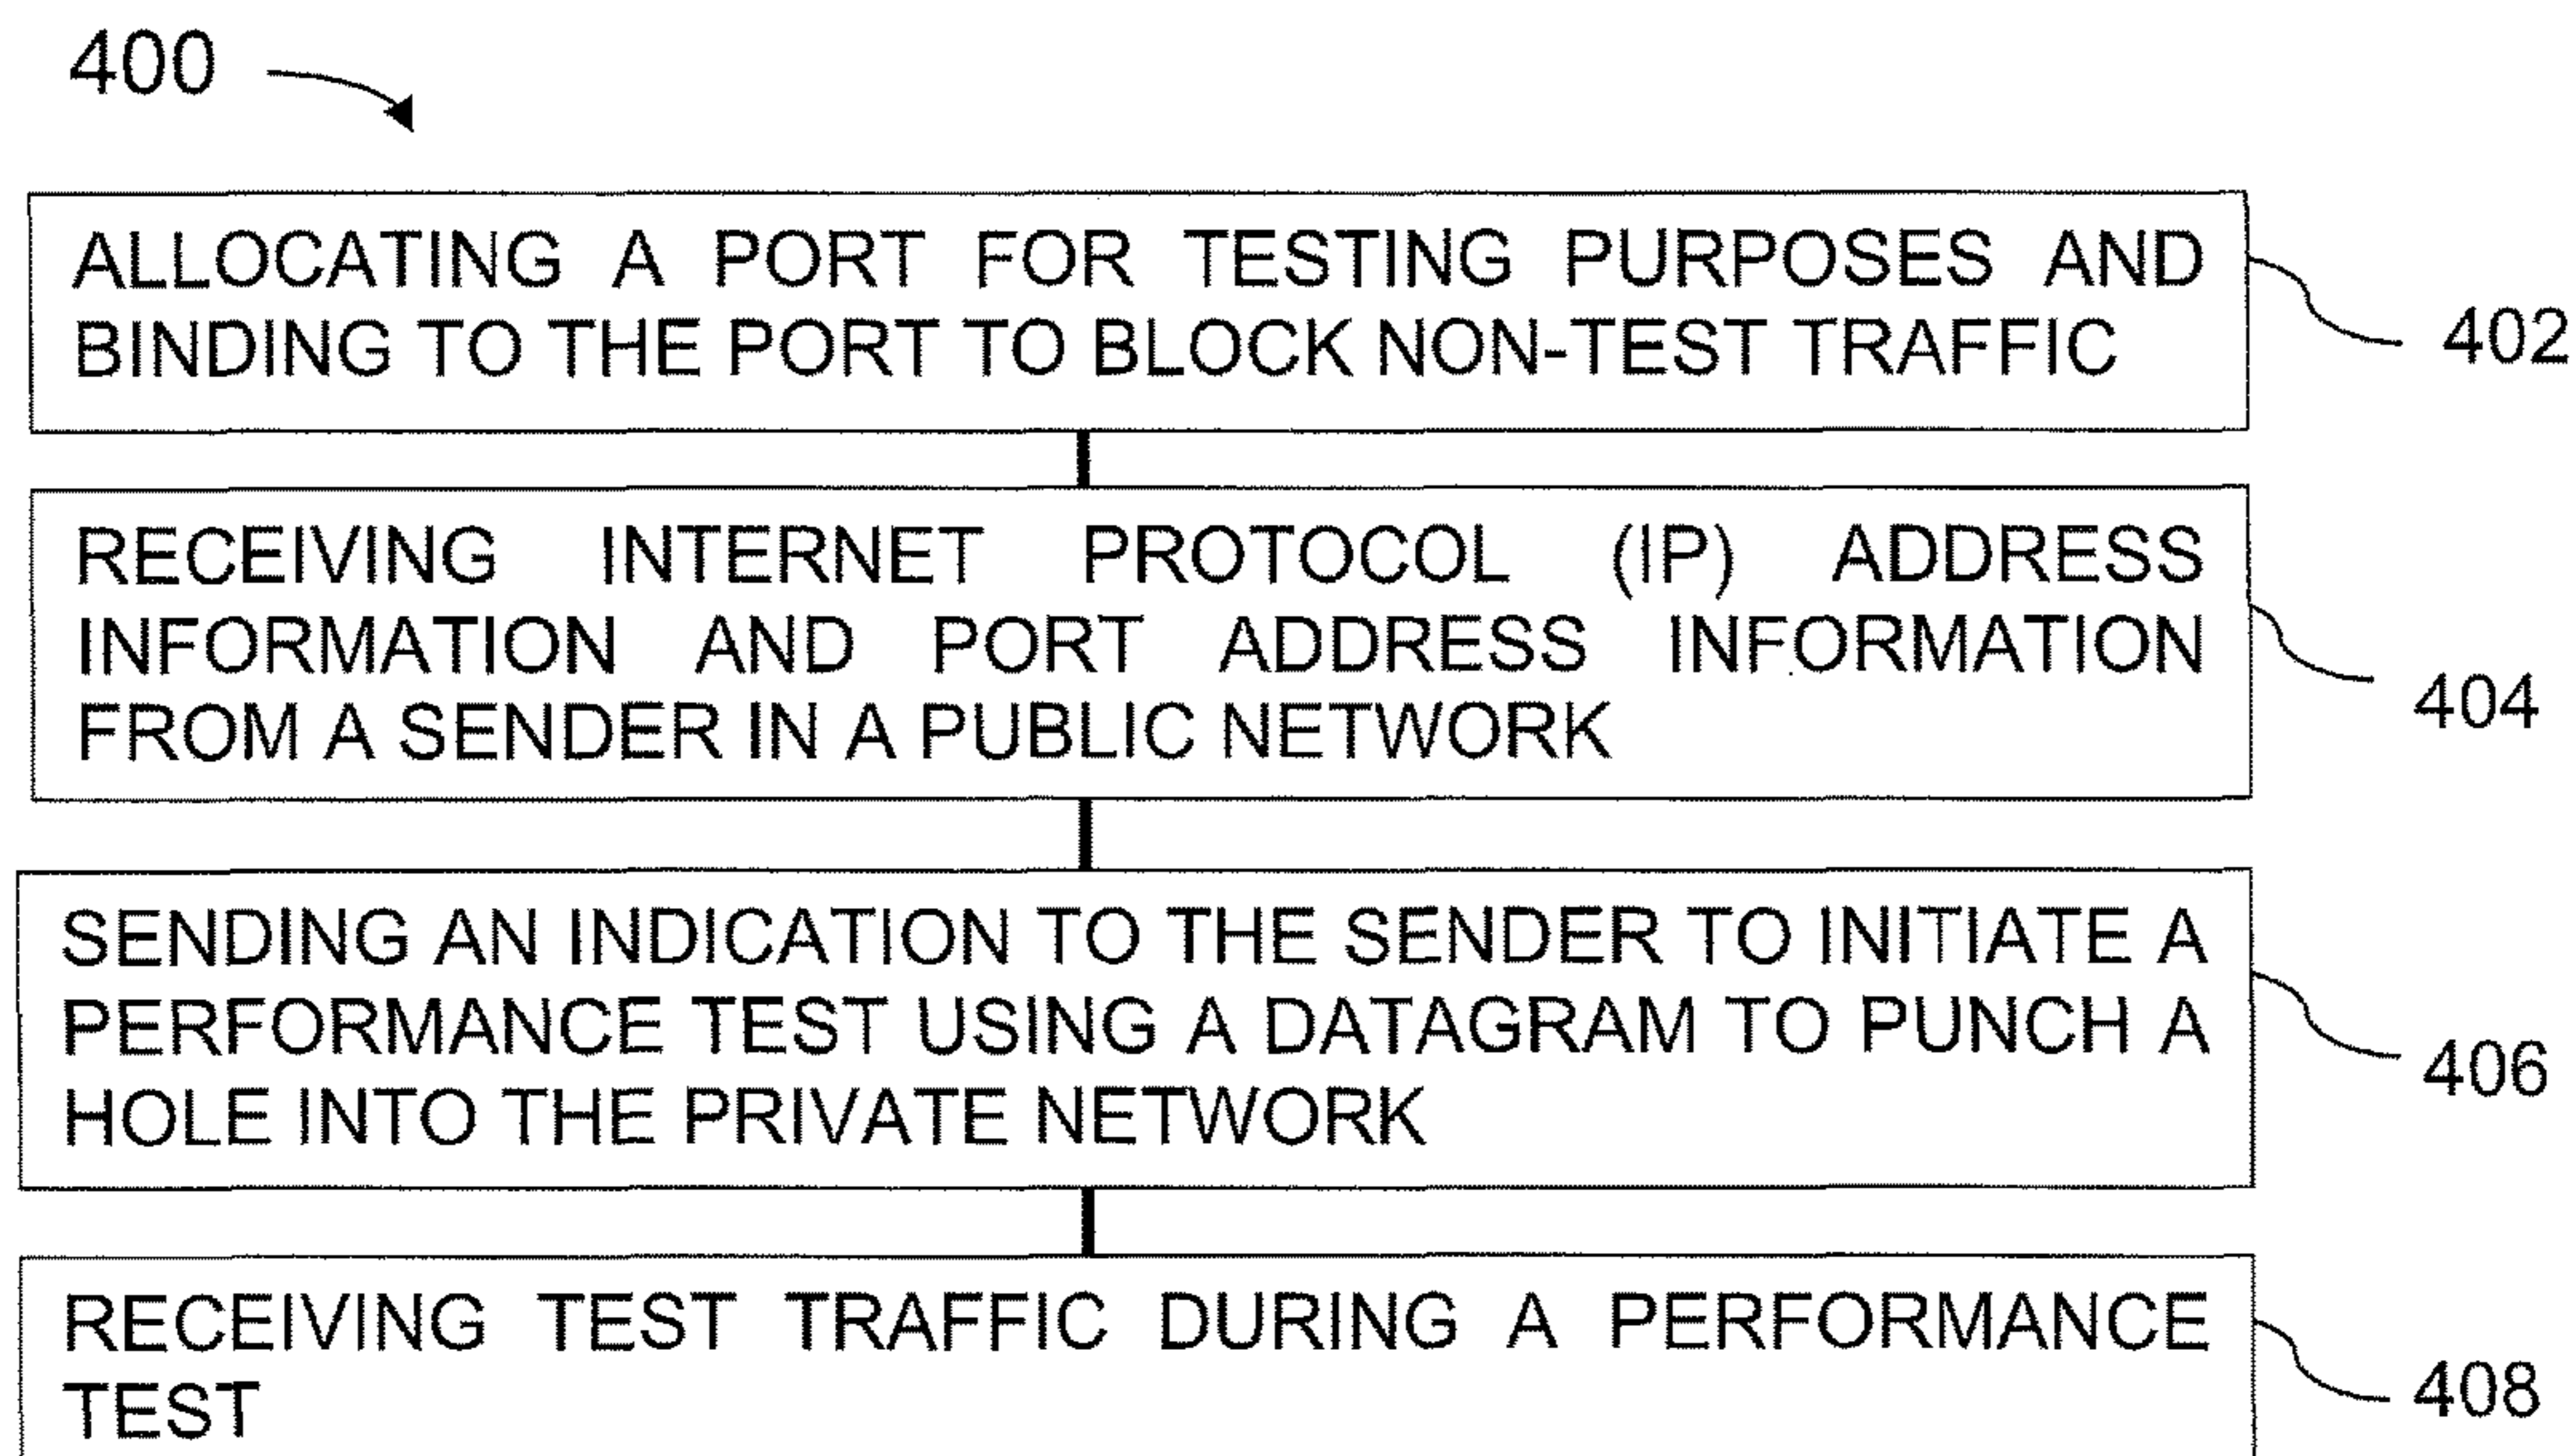 400
ALLOCATING A PORT FOR TESTING PURPOSES AND
BINDING TO THE PORT TO BLOCK NON-TEST TRAFFIC
402
RECEIVING INTERNET PROTOCOL (IP) ADDRESS
INFORMATION AND PORT ADDRESS INFORMATION
FROM A SENDER IN A PUBLIC NETWORK
404
SENDING AN INDICATION TO THE SENDER TO INITIATE A
PERFORMANCE TEST USING A DATAGRAM TO PUNCH A
HOLE INTO THE PRIVATE NETWORK
406
RECEIVING TEST TRAFFIC DURING A PERFORMANCE
TEST
408